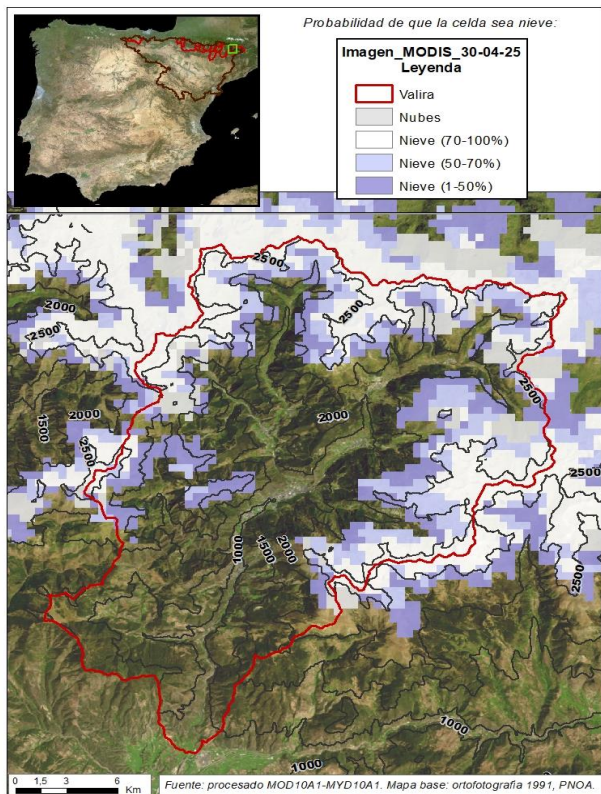 Probabilidad de que la celda sea nieve:
Imagen_MODIS_30-04-25
Leyenda
Valira
Nubes
Nieve (70-100%)
Nieve (50-70%)
Nieve (1-50%)
2500
2000
2500
2500
2500
2000
2000
1500
2500
2500
2000
1500
1000
2500
1000
1000
0 1,5 3 6
Km
Fuente: procesado MOD10A1-MYD10A1. Mapa base: ortofotografia 1991, PNOA.